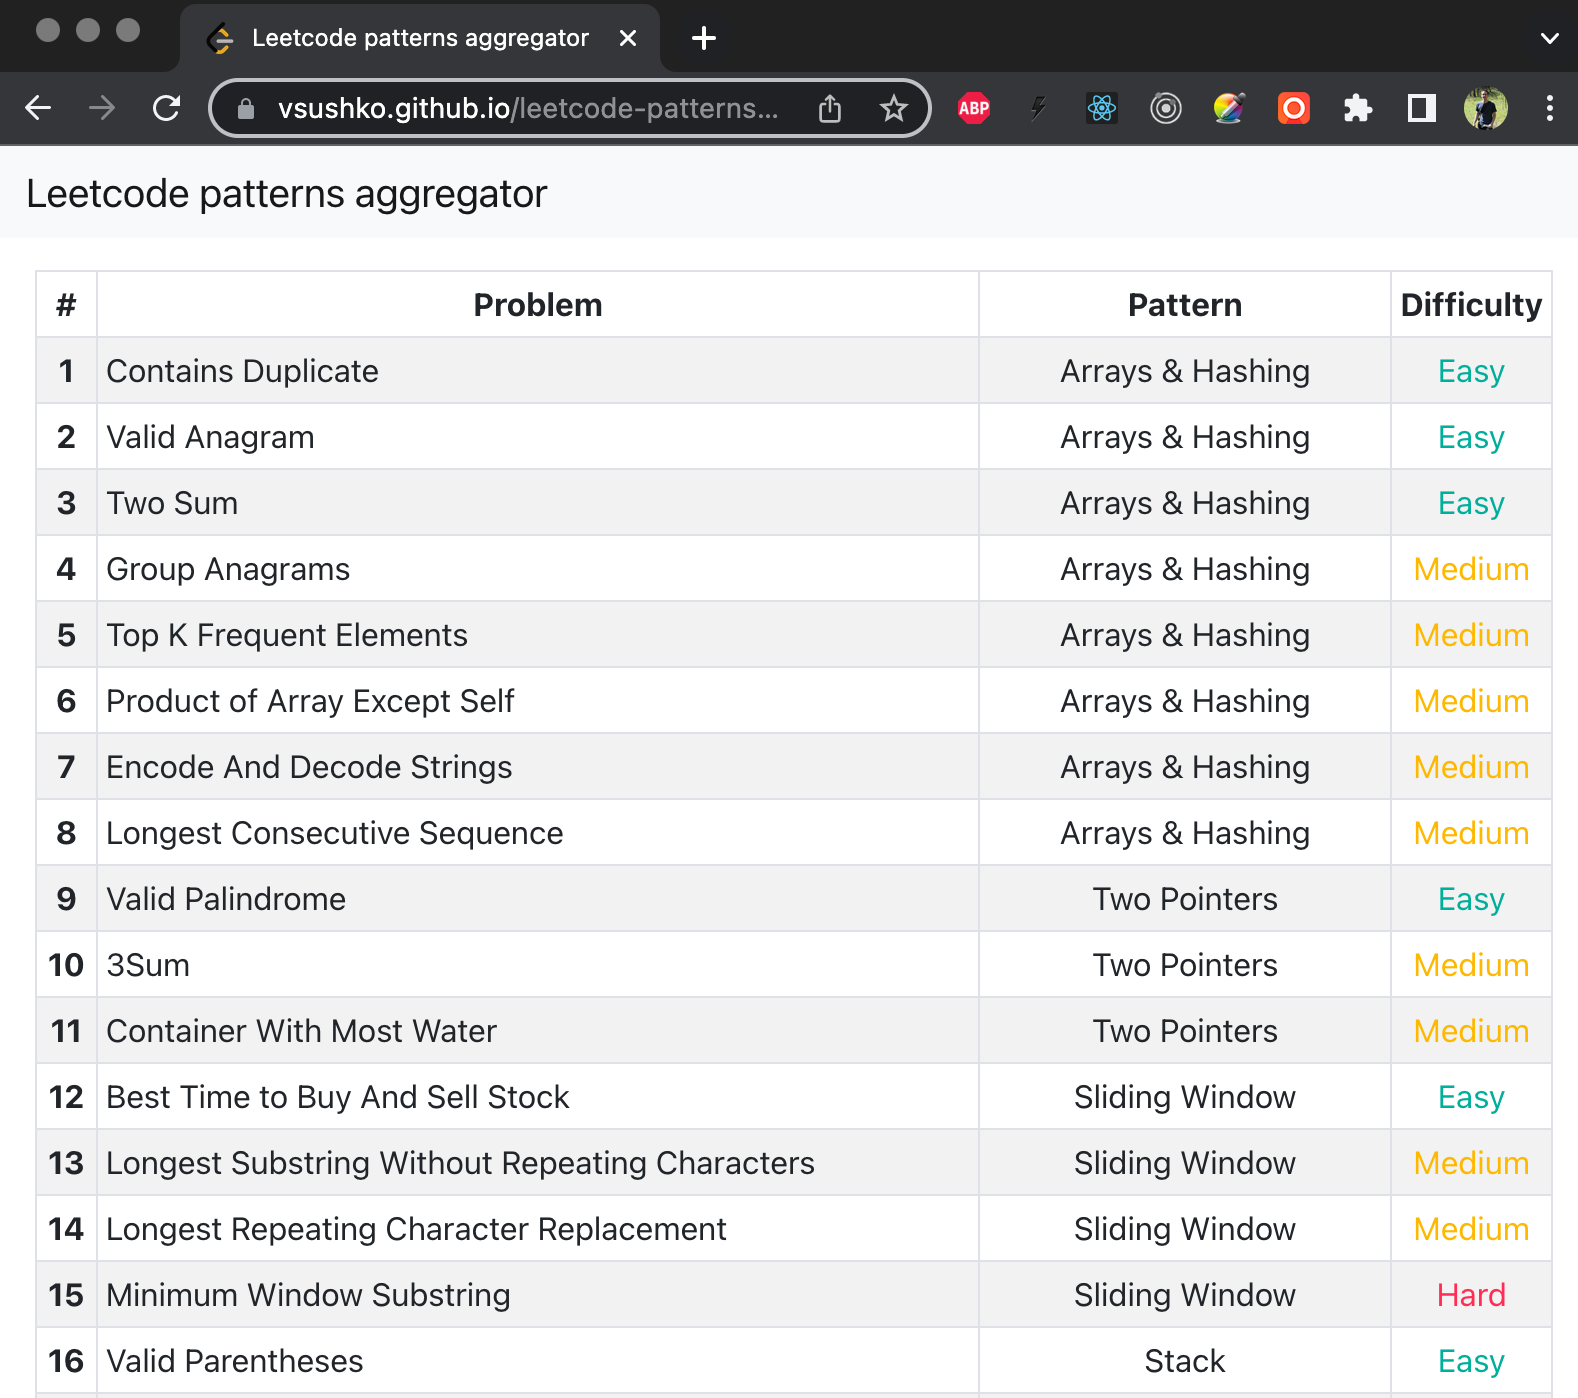 Leetcode patterns aggregator
vsushko.github.io/leetcode-patterns...
ABP
Leetcode patterns aggregator
# Problem Pattern Difficulty
1 Contains Duplicate Arrays & Hashing Easy
2 Valid Anagram Arrays & Hashing Easy
3 Two Sum Arrays & Hashing Easy
4 Group Anagrams Arrays & Hashing Medium
5 Top K Frequent Elements Arrays & Hashing Medium
6 Product of Array Except Self Arrays & Hashing Medium
7 Encode And Decode Strings Arrays & Hashing Medium
8 Longest Consecutive Sequence Arrays & Hashing Medium
9 Valid Palindrome Two Pointers Easy
10 3Sum Two Pointers Medium
11 Container With Most Water Two Pointers Medium
12 Best Time to Buy And Sell Stock Sliding Window Easy
13 Longest Substring Without Repeating Characters Sliding Window Medium
14 Longest Repeating Character Replacement Sliding Window Medium
15 Minimum Window Substring Sliding Window Hard
16 Valid Parentheses Stack Easy